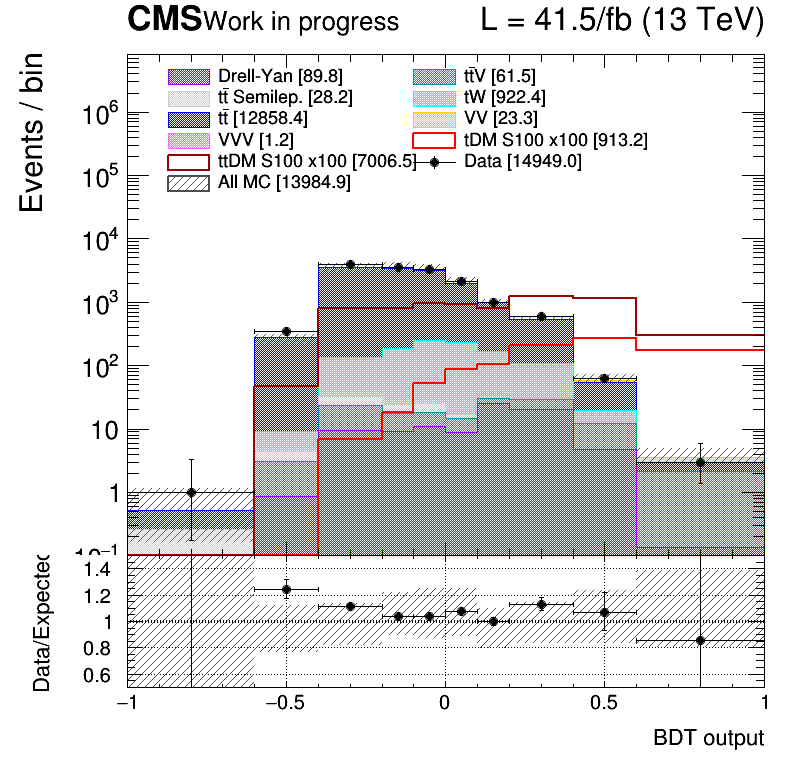 CMS Work in progress L = 41.5/fb (13 TeV)
Events / bin
Drell-Yan [89.8] tt̄V [61.5]
tt̄ Semilep. [28.2] tW [922.4]
tt̄ [12858.4] VV [23.3]
VVV [1.2] tDM S100 x100 [913.2]
ttDM S100 x100 [7006.5] Data [14949.0]
All MC [13984.9]
10⁶
10⁵
10⁴
10³
10²
10
1
10⁻¹
Data/Expected
1.4
1.2
1
0.8
0.6
−1 −0.5 0 0.5 1
BDT output